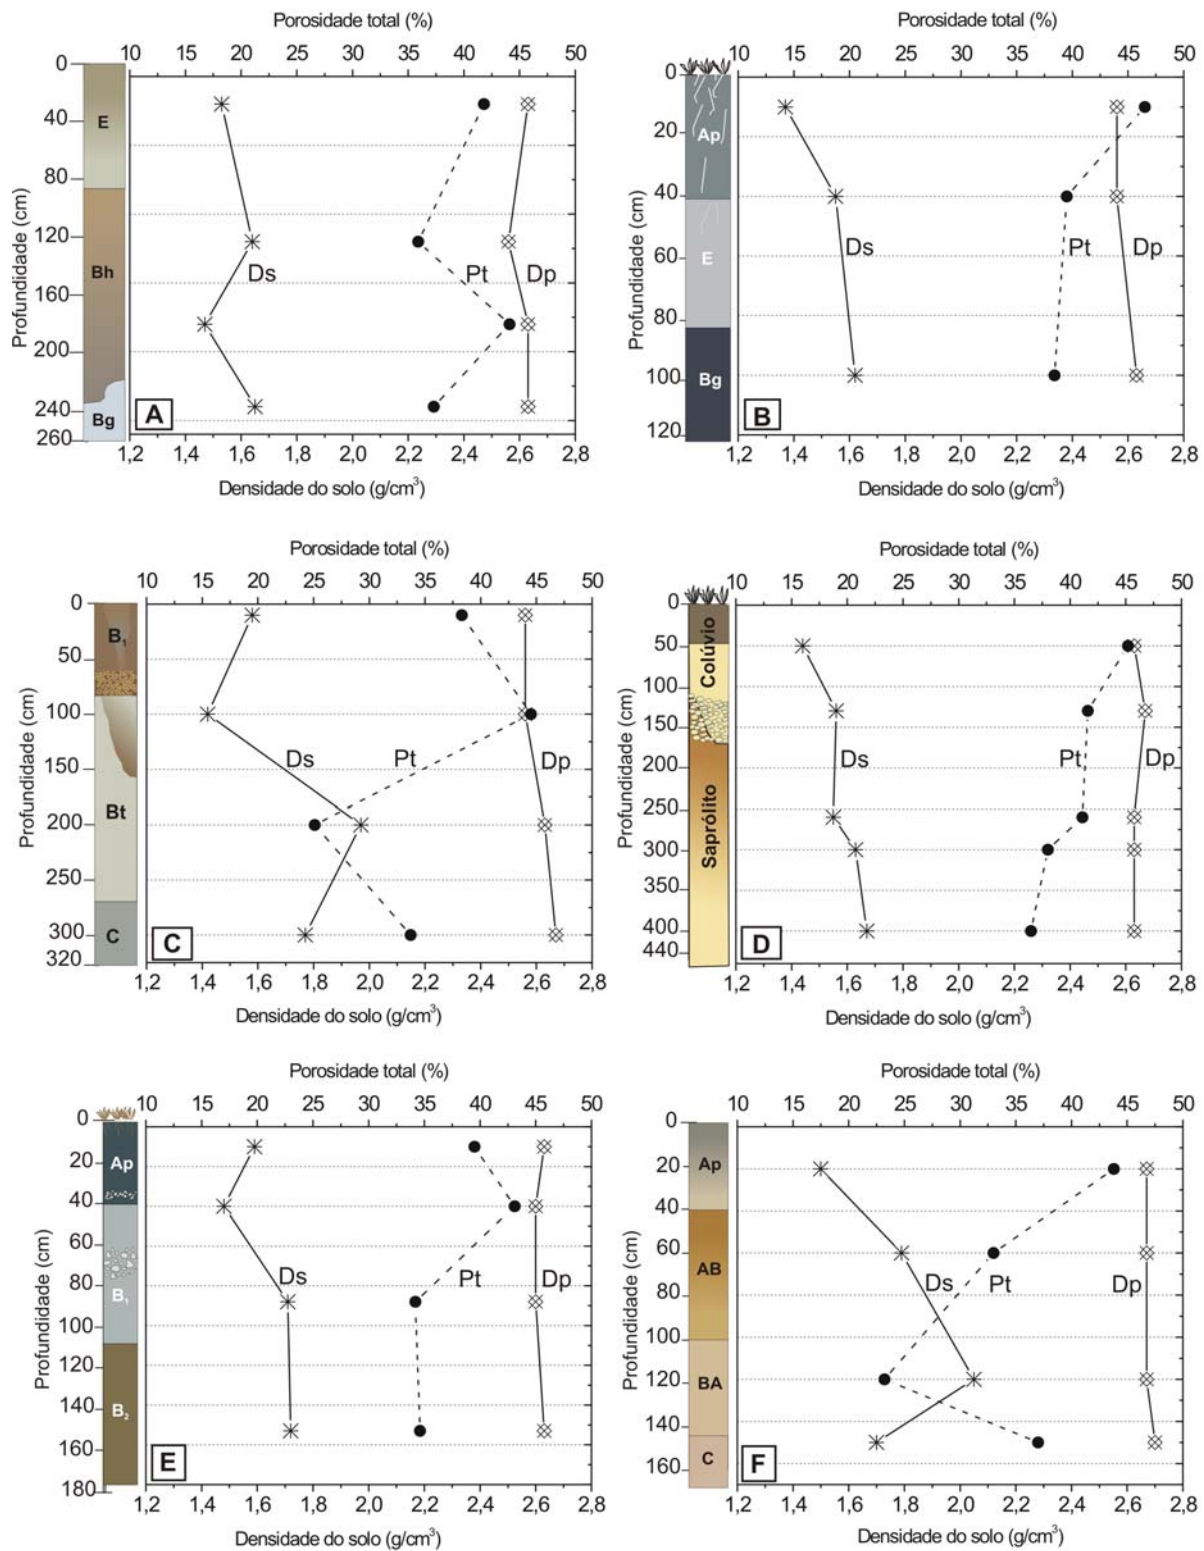 Porosidade total (%)
10 15 20 25 30 35 40 45 50
Profundidade (cm)
0
40
80
120
160
200
240
260
E
Bh
Bg
Ds
Pt
Dp
A
1,2 1,4 1,6 1,8 2,0 2,2 2,4 2,6 2,8
Densidade do solo (g/cm³)
Porosidade total (%)
10 15 20 25 30 35 40 45 50
Profundidade (cm)
0
20
40
60
80
100
120
Ap
E
Bg
Ds
Pt
Dp
B
1,2 1,4 1,6 1,8 2,0 2,2 2,4 2,6 2,8
Densidade do solo (g/cm³)
Porosidade total (%)
10 15 20 25 30 35 40 45 50
Profundidade (cm)
0
50
100
150
200
250
300
320
B₁
Bt
C
Ds
Pt
Dp
C
1,2 1,4 1,6 1,8 2,0 2,2 2,4 2,6 2,8
Densidade do solo (g/cm³)
Porosidade total (%)
10 15 20 25 30 35 40 45 50
Profundidade (cm)
0
50
100
150
200
250
300
350
400
440
Colúvio
Saprólito
Ds
Pt
Dp
D
1,2 1,4 1,6 1,8 2,0 2,2 2,4 2,6 2,8
Densidade do solo (g/cm³)
Porosidade total (%)
10 15 20 25 30 35 40 45 50
Profundidade (cm)
0
20
40
60
80
100
120
140
160
180
Ap
B₁
B₂
Ds
Pt
Dp
E
1,2 1,4 1,6 1,8 2,0 2,2 2,4 2,6 2,8
Densidade do solo (g/cm³)
Porosidade total (%)
10 15 20 25 30 35 40 45 50
Profundidade (cm)
0
20
40
60
80
100
120
140
160
Ap
AB
BA
C
Ds
Pt
Dp
F
1,2 1,4 1,6 1,8 2,0 2,2 2,4 2,6 2,8
Densidade do solo (g/cm³)